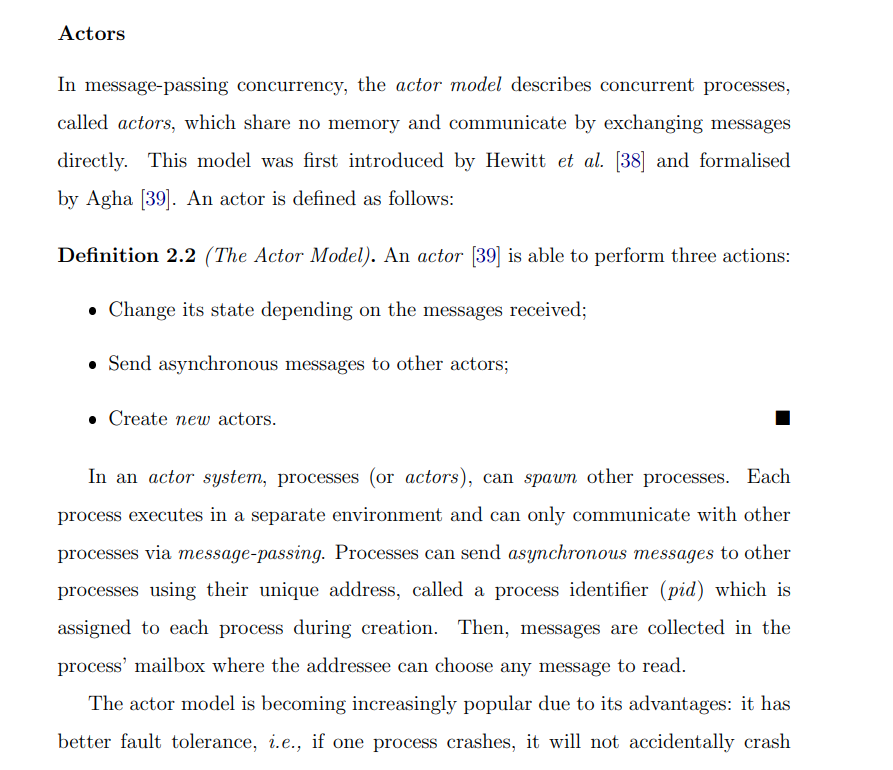 Actors
In message-passing concurrency, the actor model describes concurrent processes,
called actors, which share no memory and communicate by exchanging messages
directly. This model was first introduced by Hewitt et al. [38] and formalised
by Agha [39]. An actor is defined as follows:
Definition 2.2 (The Actor Model). An actor [39] is able to perform three actions:
• Change its state depending on the messages received;
• Send asynchronous messages to other actors;
• Create new actors. ■
In an actor system, processes (or actors), can spawn other processes. Each
process executes in a separate environment and can only communicate with other
processes via message-passing. Processes can send asynchronous messages to other
processes using their unique address, called a process identifier (pid) which is
assigned to each process during creation. Then, messages are collected in the
process’ mailbox where the addressee can choose any message to read.
The actor model is becoming increasingly popular due to its advantages: it has
better fault tolerance, i.e., if one process crashes, it will not accidentally crash